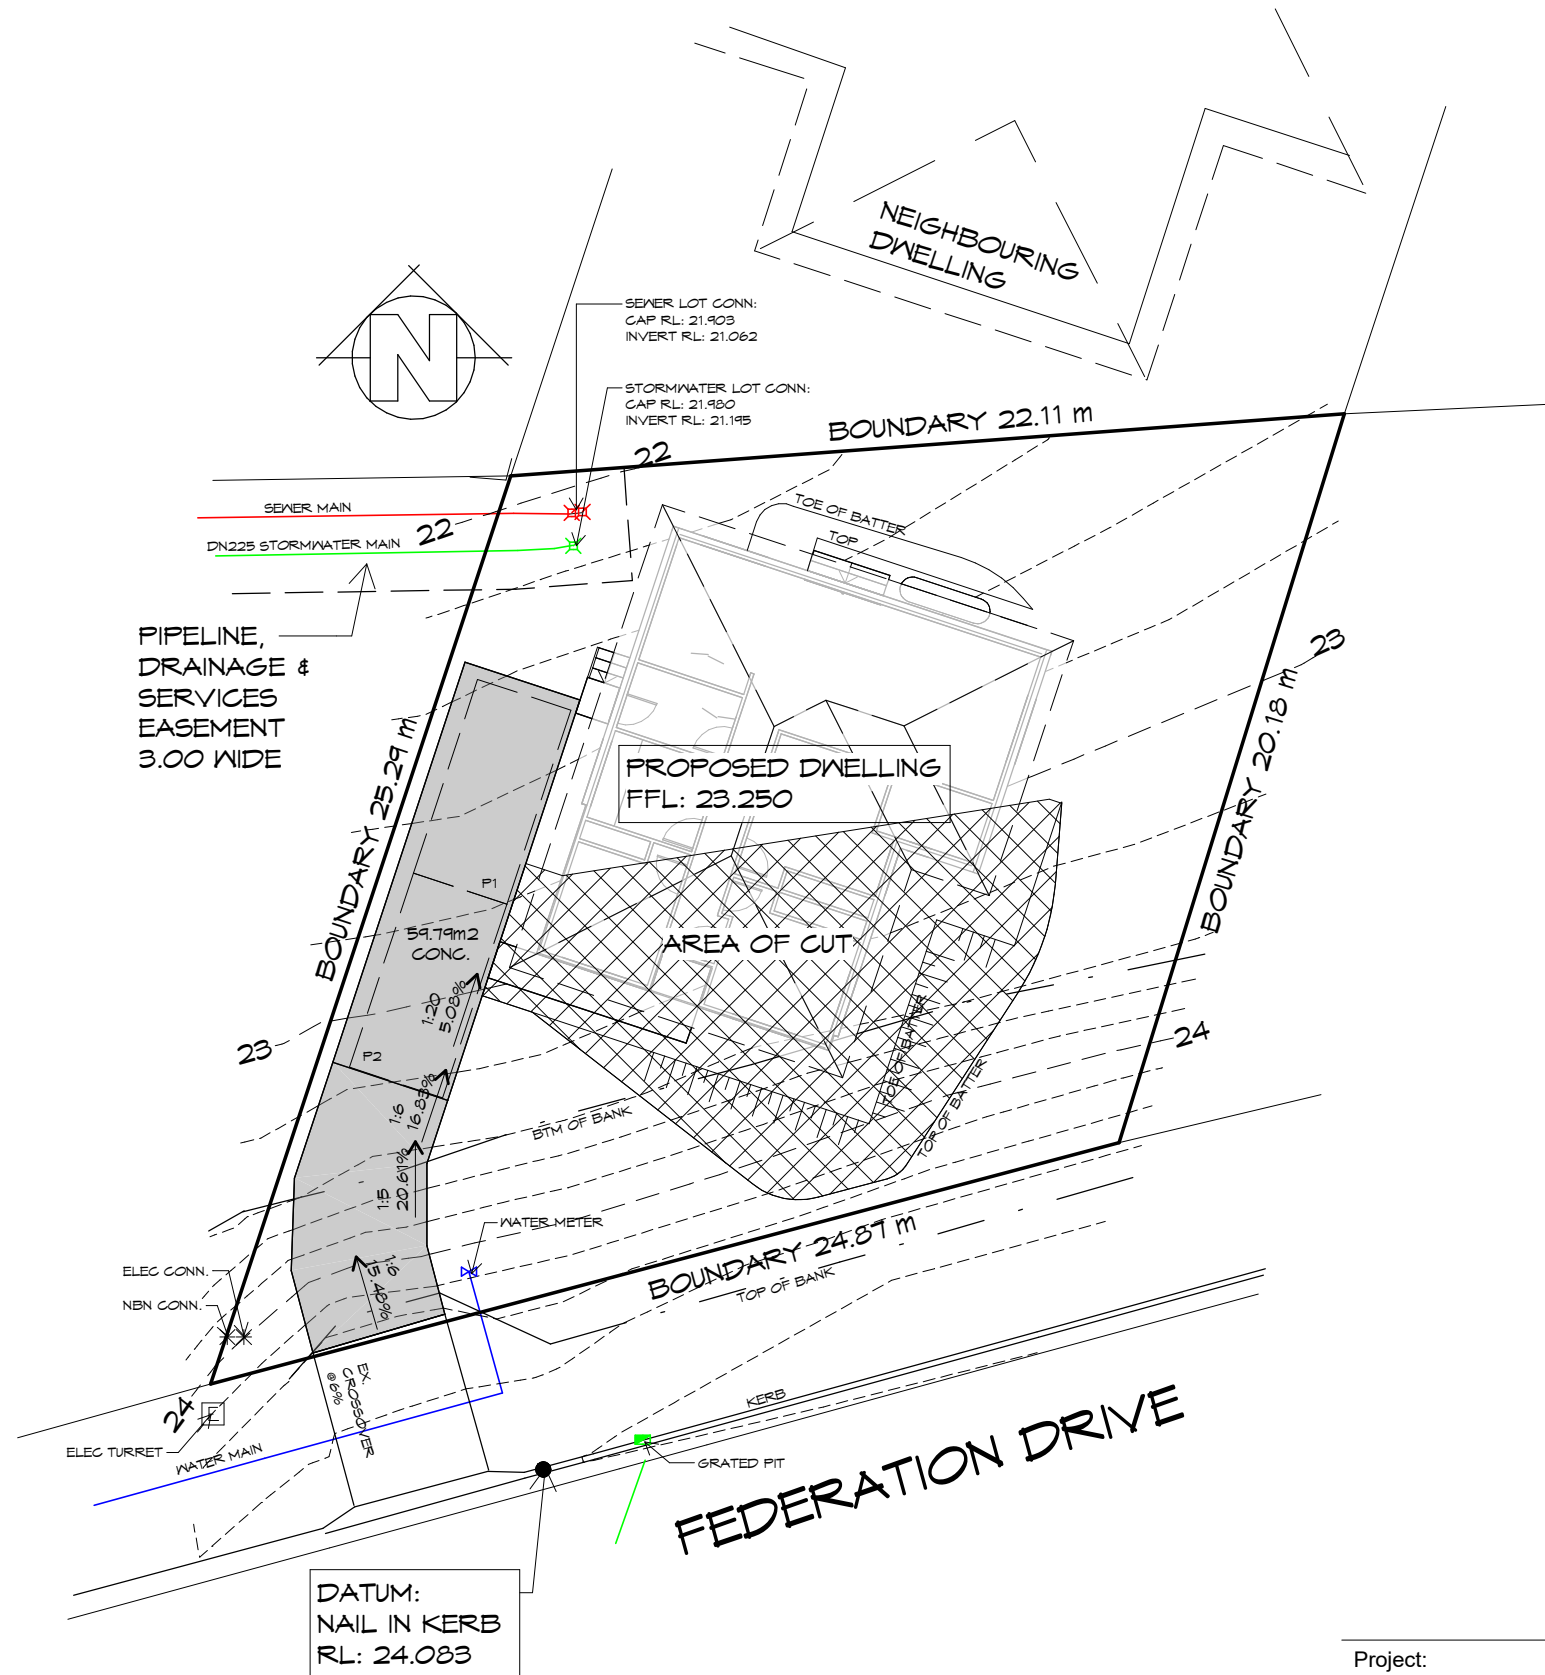 NEIGHBOURING
DWELLING
N
SEWER LOT CONN:
CAP RL: 21.903
INVERT RL: 21.062
STORMWATER LOT CONN:
CAP RL: 21.980
INVERT RL: 21.195
BOUNDARY 22.11 m
22
SEWER MAIN
22
DN225 STORMWATER MAIN
TOE OF BATTER
TOP
PIPELINE,
DRAINAGE &
SERVICES
EASEMENT
3.00 WIDE
23
BOUNDARY 25.29 m
BOUNDARY 20.18 m
PROPOSED DWELLING
FFL: 23.250
P1
59.79m2
CONC.
AREA OF CUT
1:20
5.08%
23
P2
TOE OF BATTER
TOP OF BATTER
24
1:6
16.83%
BTM OF BANK
1:5
20.61%
WATER METER
BOUNDARY 24.87 m
TOP OF BANK
1:6
15.48%
ELEC CONN.
NBN CONN.
EX.
CROSSOVER
@6%
24
E
ELEC TURRET
WATER MAIN
KERB
GRATED PIT
FEDERATION DRIVE
DATUM:
NAIL IN KERB
RL: 24.083
Project: